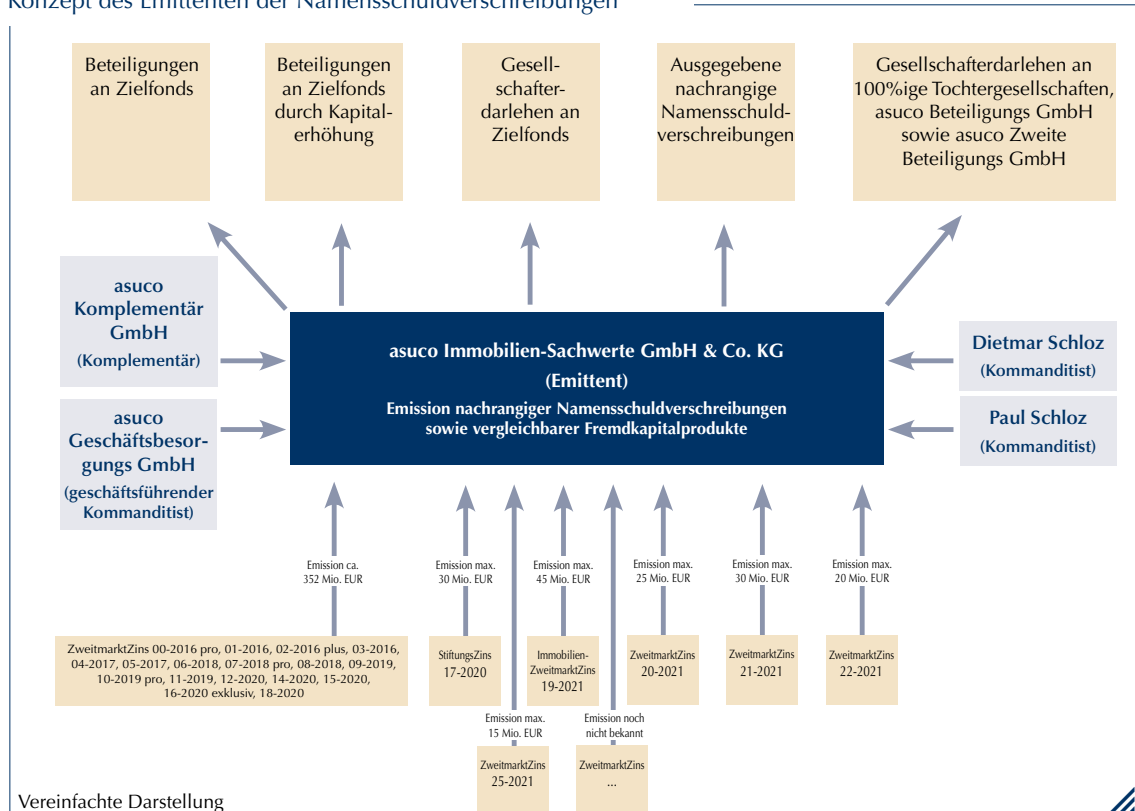 Konzept des Emittenten der Namensschuldverschreibungen
Beteiligungen
an Zielfonds
Beteiligungen
an Zielfonds
durch Kapital-
erhöhung
Gesell-
schafter-
darlehen an
Zielfonds
Ausgegebene
nachrangige
Namensschuld-
verschreibungen
Gesellschafterdarlehen an
100%ige Tochtergesellschaften,
asuco Beteiligungs GmbH
sowie asuco Zweite
Beteiligungs GmbH
asuco
Komplementär
GmbH
(Komplementär)
asuco
Geschäftsbesor-
gungs GmbH
(geschäftsführender
Kommanditist)
asuco Immobilien-Sachwerte GmbH & Co. KG
(Emittent)
Emission nachrangiger Namensschuldverschreibungen
sowie vergleichbarer Fremdkapitalprodukte
Dietmar Schloz
(Kommanditist)
Paul Schloz
(Kommanditist)
Emission ca.
352 Mio. EUR
Emission max.
30 Mio. EUR
Emission max.
45 Mio. EUR
Emission max.
25 Mio. EUR
Emission max.
30 Mio. EUR
Emission max.
20 Mio. EUR
ZweitmarktZins 00-2016 pro, 01-2016, 02-2016 plus, 03-2016,
04-2017, 05-2017, 06-2018, 07-2018 pro, 08-2018, 09-2019,
10-2019 pro, 11-2019, 12-2020, 14-2020, 15-2020,
16-2020 exklusiv, 18-2020
StiftungsZins
17-2020
Immobilien-
ZweitmarktZins
19-2021
ZweitmarktZins
20-2021
ZweitmarktZins
21-2021
ZweitmarktZins
22-2021
Emission max.
15 Mio. EUR
Emission noch
nicht bekannt
ZweitmarktZins
25-2021
ZweitmarktZins
...
Vereinfachte Darstellung